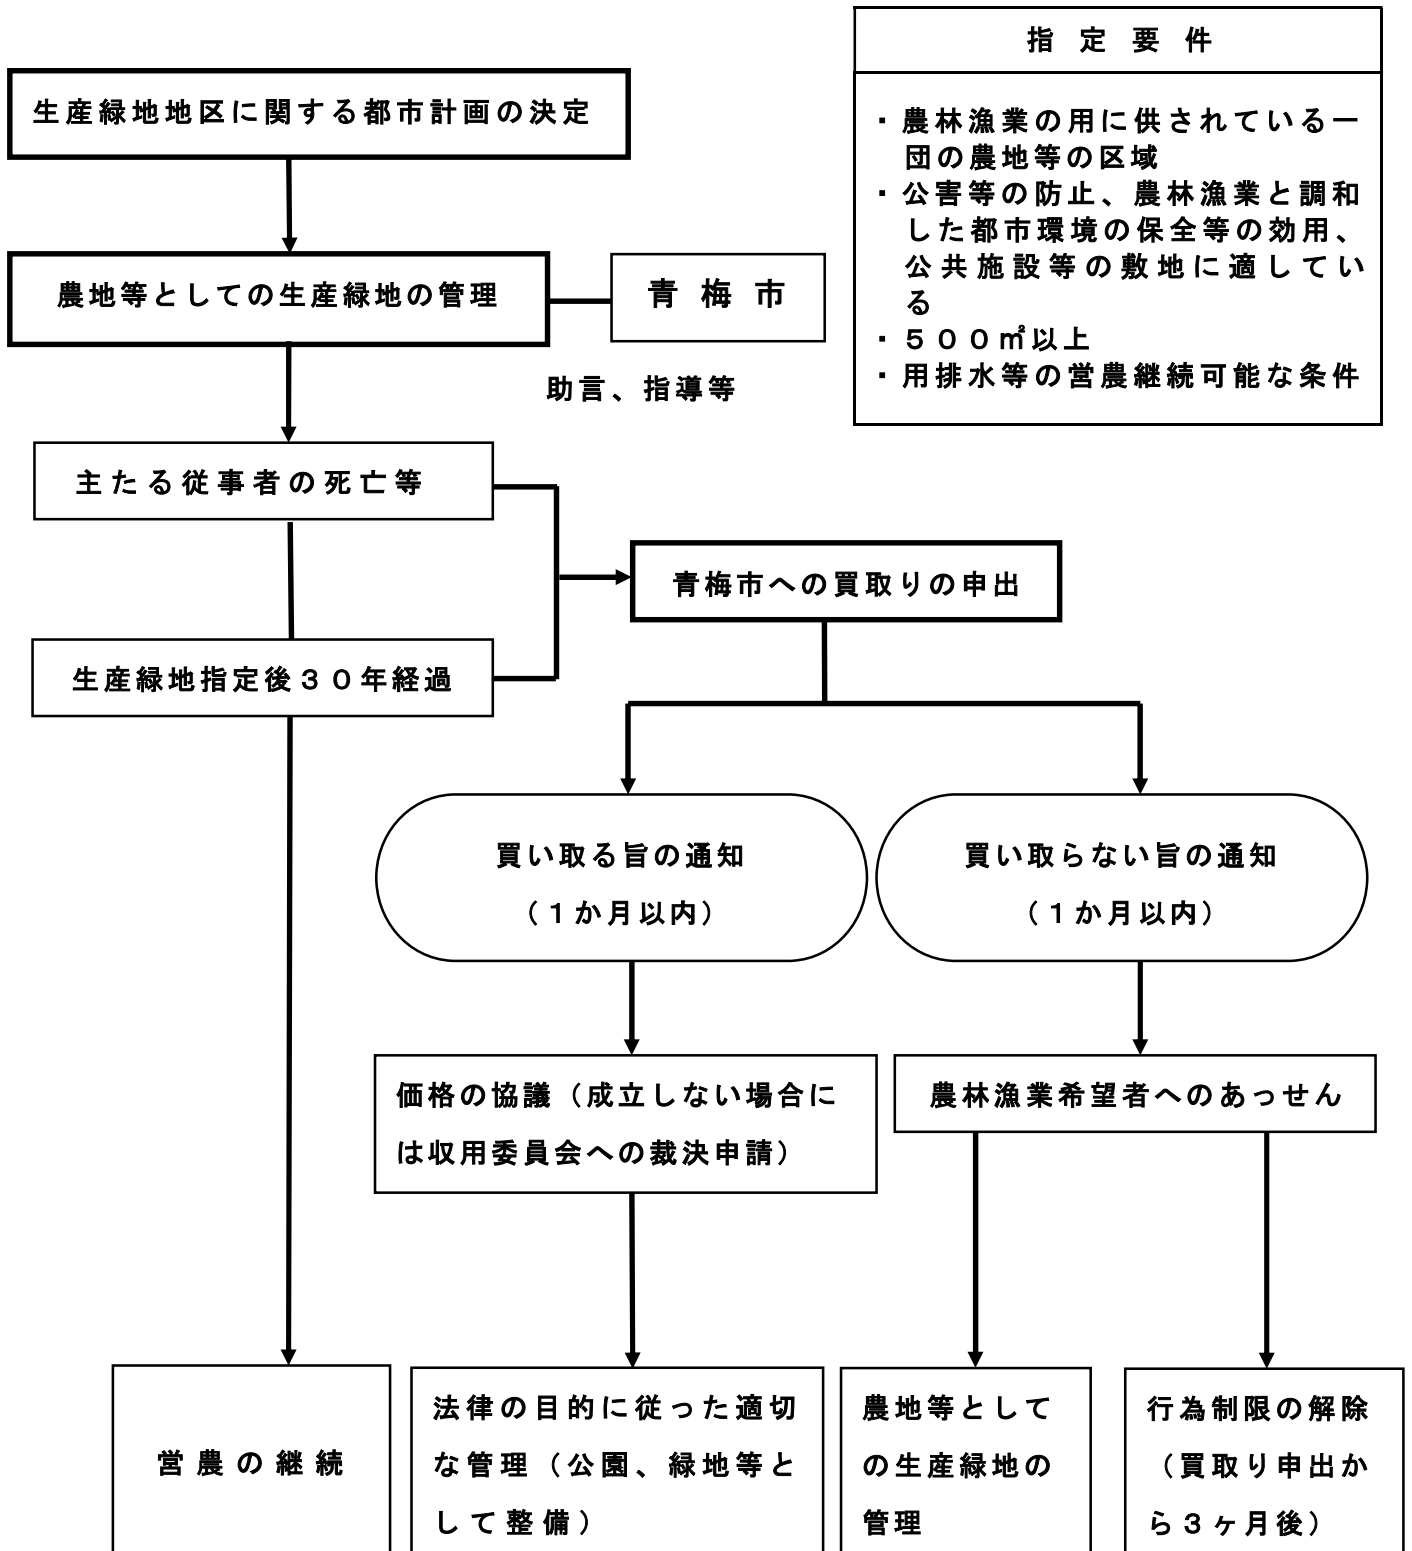 指定要件
・農林漁業の用に供されている一
団の農地等の区域
・公害等の防止、農林漁業と調和
した都市環境の保全等の効用、
公共施設等の敷地に適してい
る
・５００㎡以上
・用排水等の営農継続可能な条件
生産緑地地区に関する都市計画の決定
農地等としての生産緑地の管理
青梅市
助言、指導等
主たる従事者の死亡等
青梅市への買取りの申出
生産緑地指定後３０年経過
買い取る旨の通知
（１か月以内）
買い取らない旨の通知
（１か月以内）
価格の協議（成立しない場合に
は収用委員会への裁決申請）
農林漁業希望者へのあっせん
営農の継続
法律の目的に従った適切
な管理（公園、緑地等と
して整備）
農地等として
の生産緑地の
管理
行為制限の解除
（買取り申出か
ら３ヶ月後）